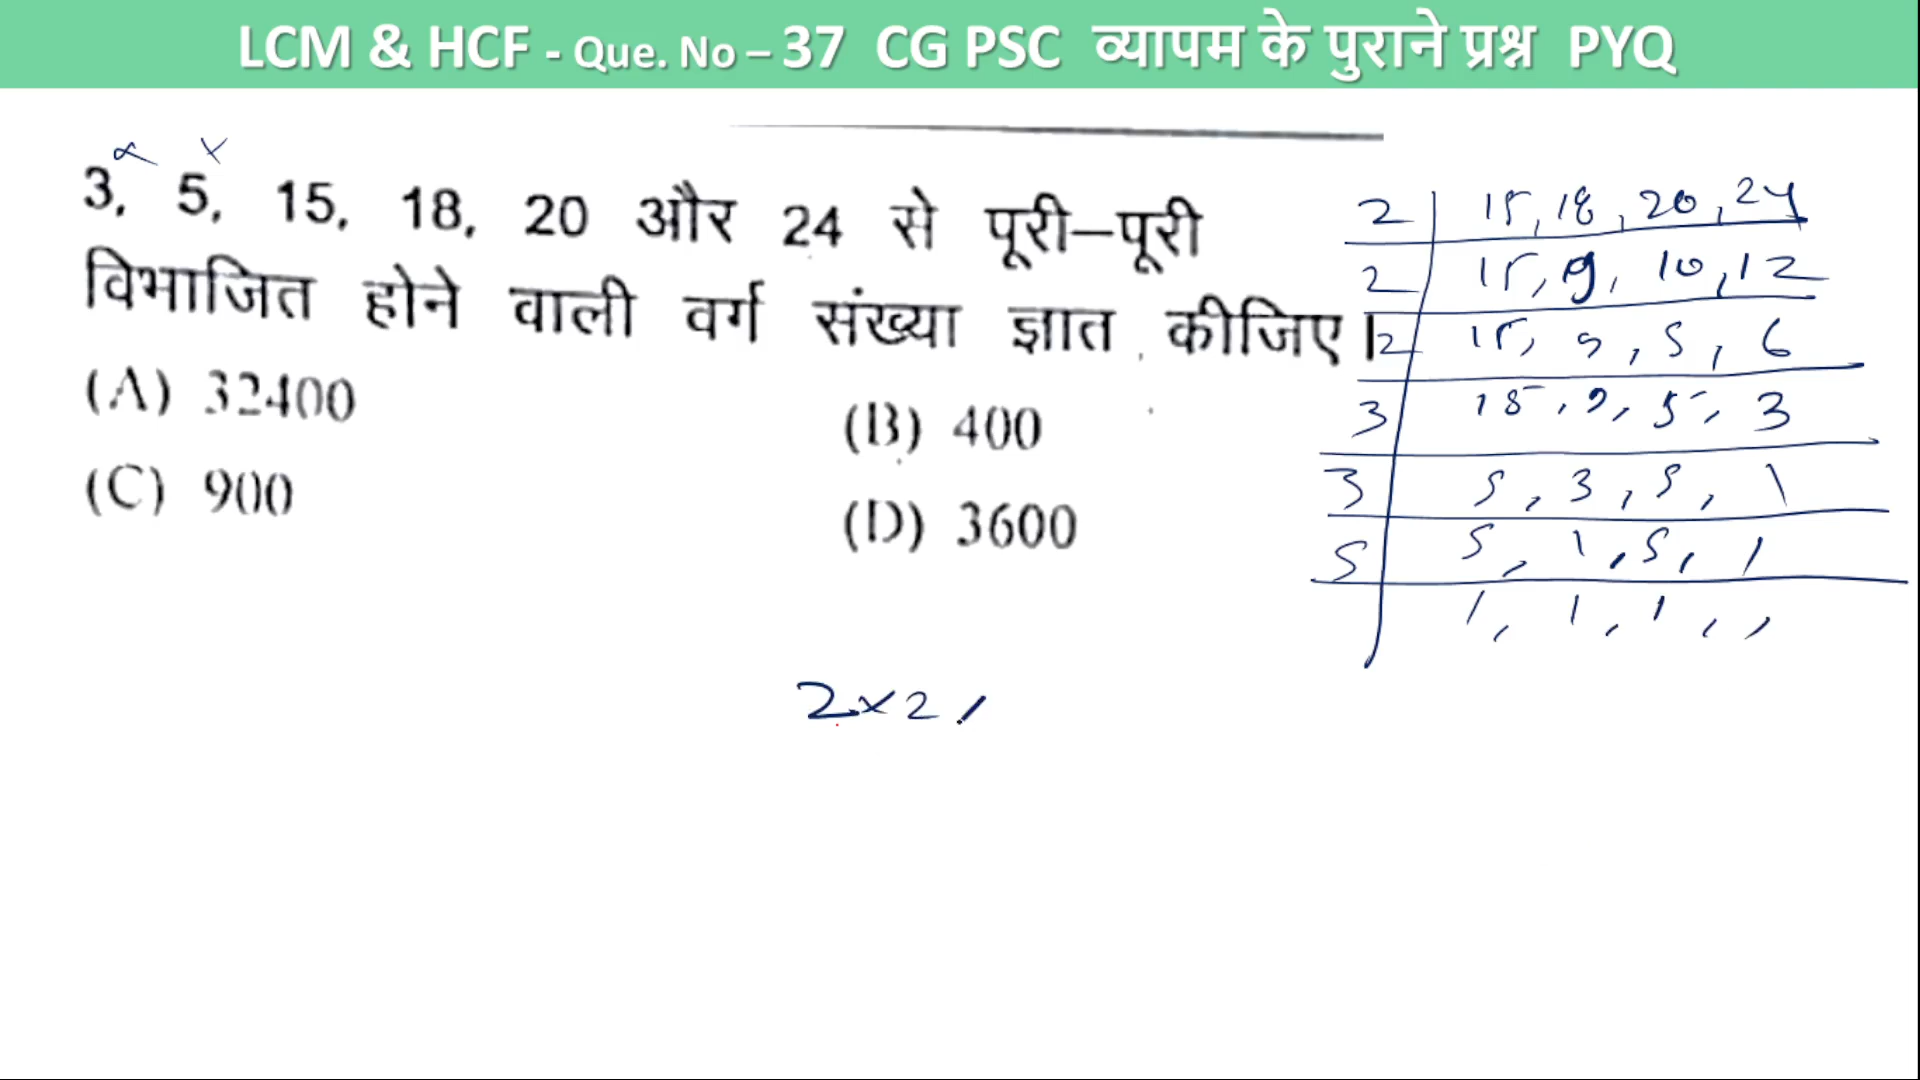 LCM & HCF - Que. No – 37 CG PSC व्यापम के पुराने प्रश्न PYQ
3, 5, 15, 18, 20 और 24 से पूरी–पूरी
विभाजित होने वाली वर्ग संख्या ज्ञात कीजिए।
(A) 32400
(B) 400
(C) 900
(D) 3600
2 | 15, 18, 20, 24
2 | 15, 9, 10, 12
2 | 15, 9, 5, 6
3 | 15, 9, 5, 3
3 | 5, 3, 5, 1
5 | 5, 1, 5, 1
1, 1, 1, ,
2×2